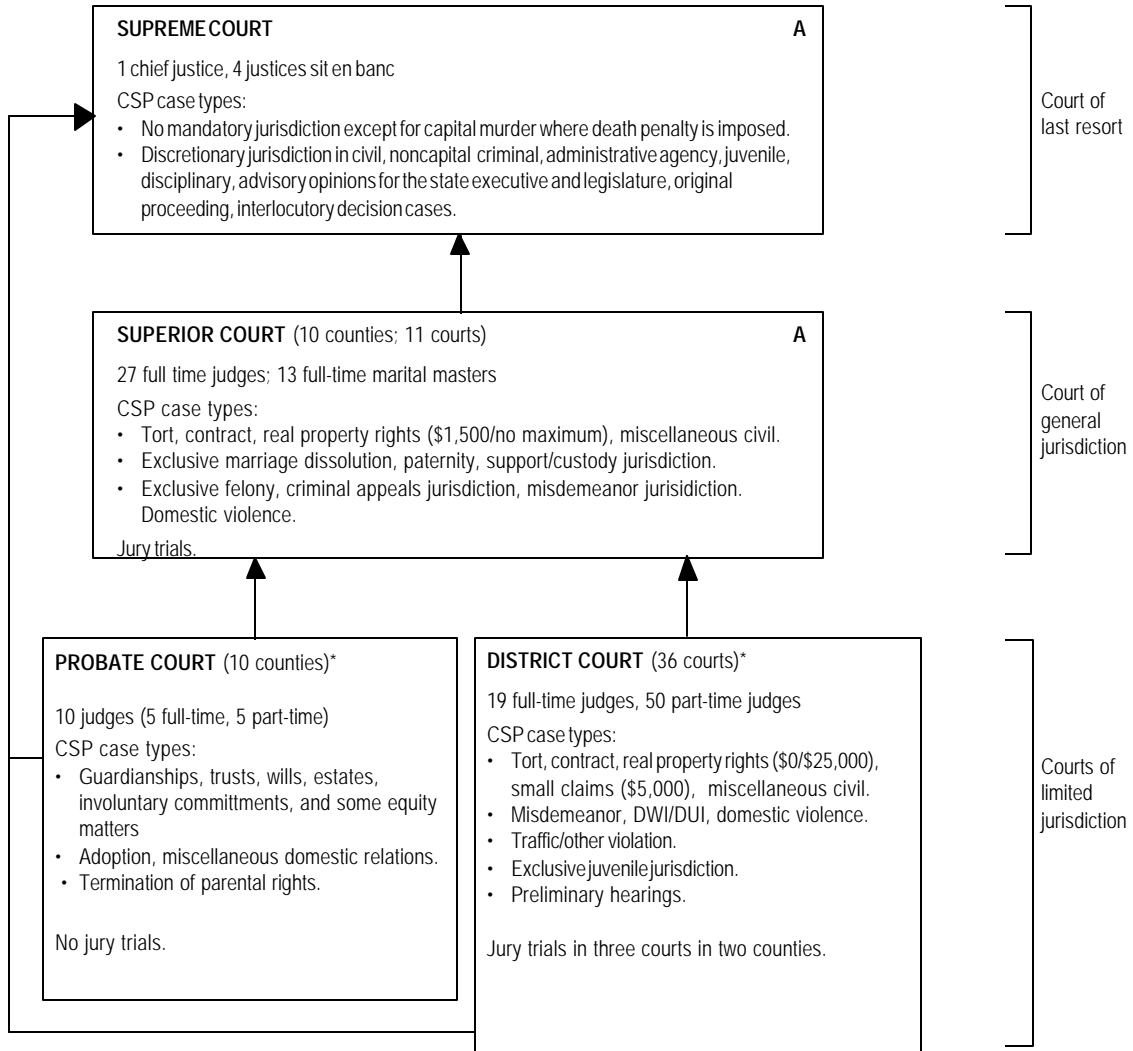 SUPREME COURT A
1 chief justice, 4 justices sit en banc
CSP case types:
• No mandatory jurisdiction except for capital murder where death penalty is imposed.
• Discretionary jurisdiction in civil, noncapital criminal, administrative agency, juvenile,
disciplinary, advisory opinions for the state executive and legislature, original
proceeding, interlocutory decision cases.
Court of
last resort
SUPERIOR COURT (10 counties; 11 courts) A
27 full time judges; 13 full-time marital masters
CSP case types:
• Tort, contract, real property rights ($1,500/no maximum), miscellaneous civil.
• Exclusive marriage dissolution, paternity, support/custody jurisdiction.
• Exclusive felony, criminal appeals jurisdiction, misdemeanor jurisidiction.
Domestic violence.
Jury trials.
Court of
general
jurisdiction
PROBATE COURT (10 counties)*
10 judges (5 full-time, 5 part-time)
CSP case types:
• Guardianships, trusts, wills, estates,
involuntary committments, and some equity
matters
• Adoption, miscellaneous domestic relations.
• Termination of parental rights.
No jury trials.
DISTRICT COURT (36 courts)*
19 full-time judges, 50 part-time judges
CSP case types:
• Tort, contract, real property rights ($0/$25,000),
small claims ($5,000), miscellaneous civil.
• Misdemeanor, DWI/DUI, domestic violence.
• Traffic/other violation.
• Exclusive juvenile jurisdiction.
• Preliminary hearings.
Jury trials in three courts in two counties.
Courts of
limited
jurisdiction